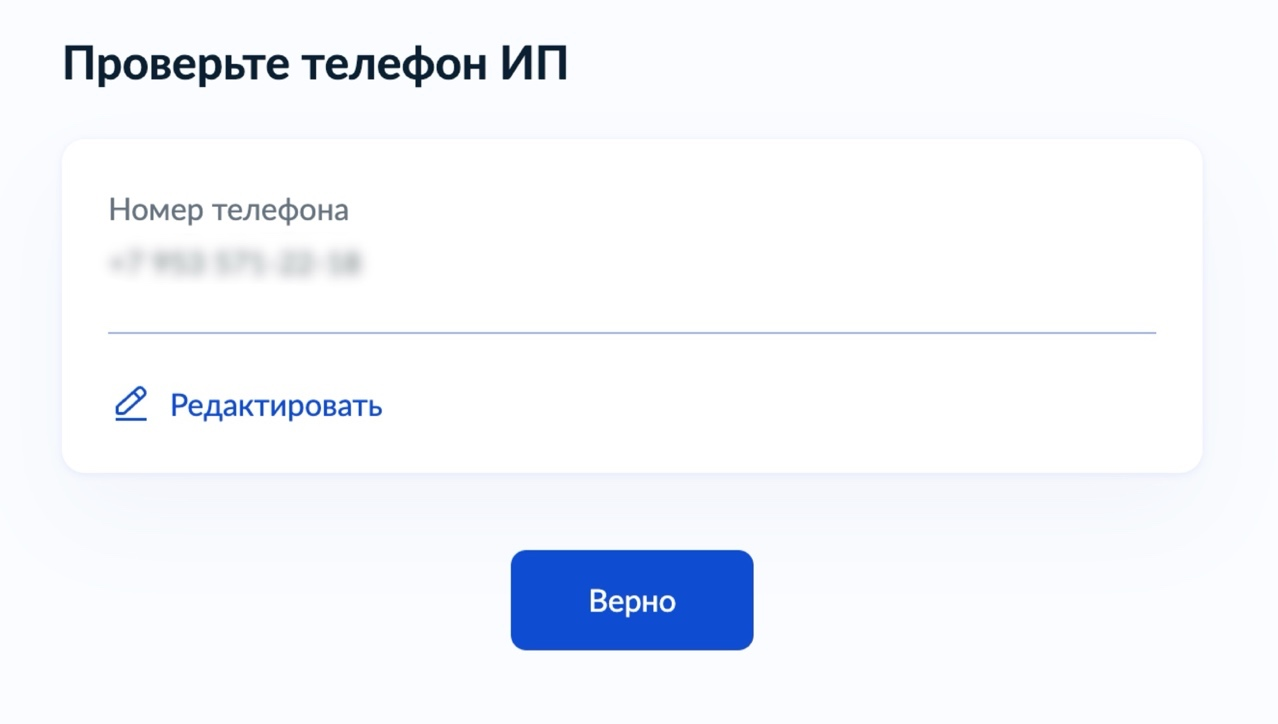 Проверьте телефон ИП
Номер телефона
Редактировать
Верно